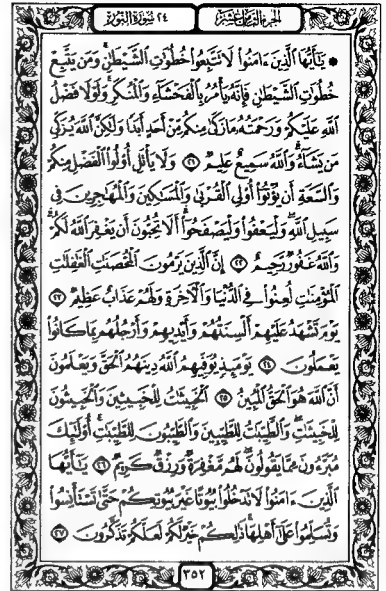 الجزء الثامن عشر
٢٤ سورة النور
۞ يَٰٓأَيُّهَا ٱلَّذِينَ ءَامَنُوا۟ لَا تَتَّبِعُوا۟ خُطُوَٰتِ ٱلشَّيْطَٰنِ ۚ وَمَن يَتَّبِعْ
خُطُوَٰتِ ٱلشَّيْطَٰنِ فَإِنَّهُۥ يَأْمُرُ بِٱلْفَحْشَآءِ وَٱلْمُنكَرِ ۚ وَلَوْلَا فَضْلُ
ٱللَّهِ عَلَيْكُمْ وَرَحْمَتُهُۥ مَا زَكَىٰ مِنكُم مِّنْ أَحَدٍ أَبَدًا وَلَٰكِنَّ ٱللَّهَ يُزَكِّى
مَن يَشَآءُ ۗ وَٱللَّهُ سَمِيعٌ عَلِيمٌ ٢١ وَلَا يَأْتَلِ أُو۟لُوا۟ ٱلْفَضْلِ مِنكُمْ
وَٱلسَّعَةِ أَن يُؤْتُوٓا۟ أُو۟لِى ٱلْقُرْبَىٰ وَٱلْمَسَٰكِينَ وَٱلْمُهَٰجِرِينَ فِى
سَبِيلِ ٱللَّهِ ۖ وَلْيَعْفُوا۟ وَلْيَصْفَحُوٓا۟ ۗ أَلَا تُحِبُّونَ أَن يَغْفِرَ ٱللَّهُ لَكُمْ ۗ
وَٱللَّهُ غَفُورٌ رَّحِيمٌ ٢٢ إِنَّ ٱلَّذِينَ يَرْمُونَ ٱلْمُحْصَنَٰتِ ٱلْغَٰفِلَٰتِ
ٱلْمُؤْمِنَٰتِ لُعِنُوا۟ فِى ٱلدُّنْيَا وَٱلْءَاخِرَةِ وَلَهُمْ عَذَابٌ عَظِيمٌ ٢٣
يَوْمَ تَشْهَدُ عَلَيْهِمْ أَلْسِنَتُهُمْ وَأَيْدِيهِمْ وَأَرْجُلُهُم بِمَا كَانُوا۟
يَعْمَلُونَ ٢٤ يَوْمَئِذٍ يُوَفِّيهِمُ ٱللَّهُ دِينَهُمُ ٱلْحَقَّ وَيَعْلَمُونَ
أَنَّ ٱللَّهَ هُوَ ٱلْحَقُّ ٱلْمُبِينُ ٢٥ ٱلْخَبِيثَٰتُ لِلْخَبِيثِينَ وَٱلْخَبِيثُونَ
لِلْخَبِيثَٰتِ ۖ وَٱلطَّيِّبَٰتُ لِلطَّيِّبِينَ وَٱلطَّيِّبُونَ لِلطَّيِّبَٰتِ ۚ أُو۟لَٰٓئِكَ
مُبَرَّءُونَ مِمَّا يَقُولُونَ ۖ لَهُم مَّغْفِرَةٌ وَرِزْقٌ كَرِيمٌ ٢٦ يَٰٓأَيُّهَا
ٱلَّذِينَ ءَامَنُوا۟ لَا تَدْخُلُوا۟ بُيُوتًا غَيْرَ بُيُوتِكُمْ حَتَّىٰ تَسْتَأْنِسُوا۟
وَتُسَلِّمُوا۟ عَلَىٰٓ أَهْلِهَا ۚ ذَٰلِكُمْ خَيْرٌ لَّكُمْ لَعَلَّكُمْ تَذَكَّرُونَ ٢٧
٣٥٢